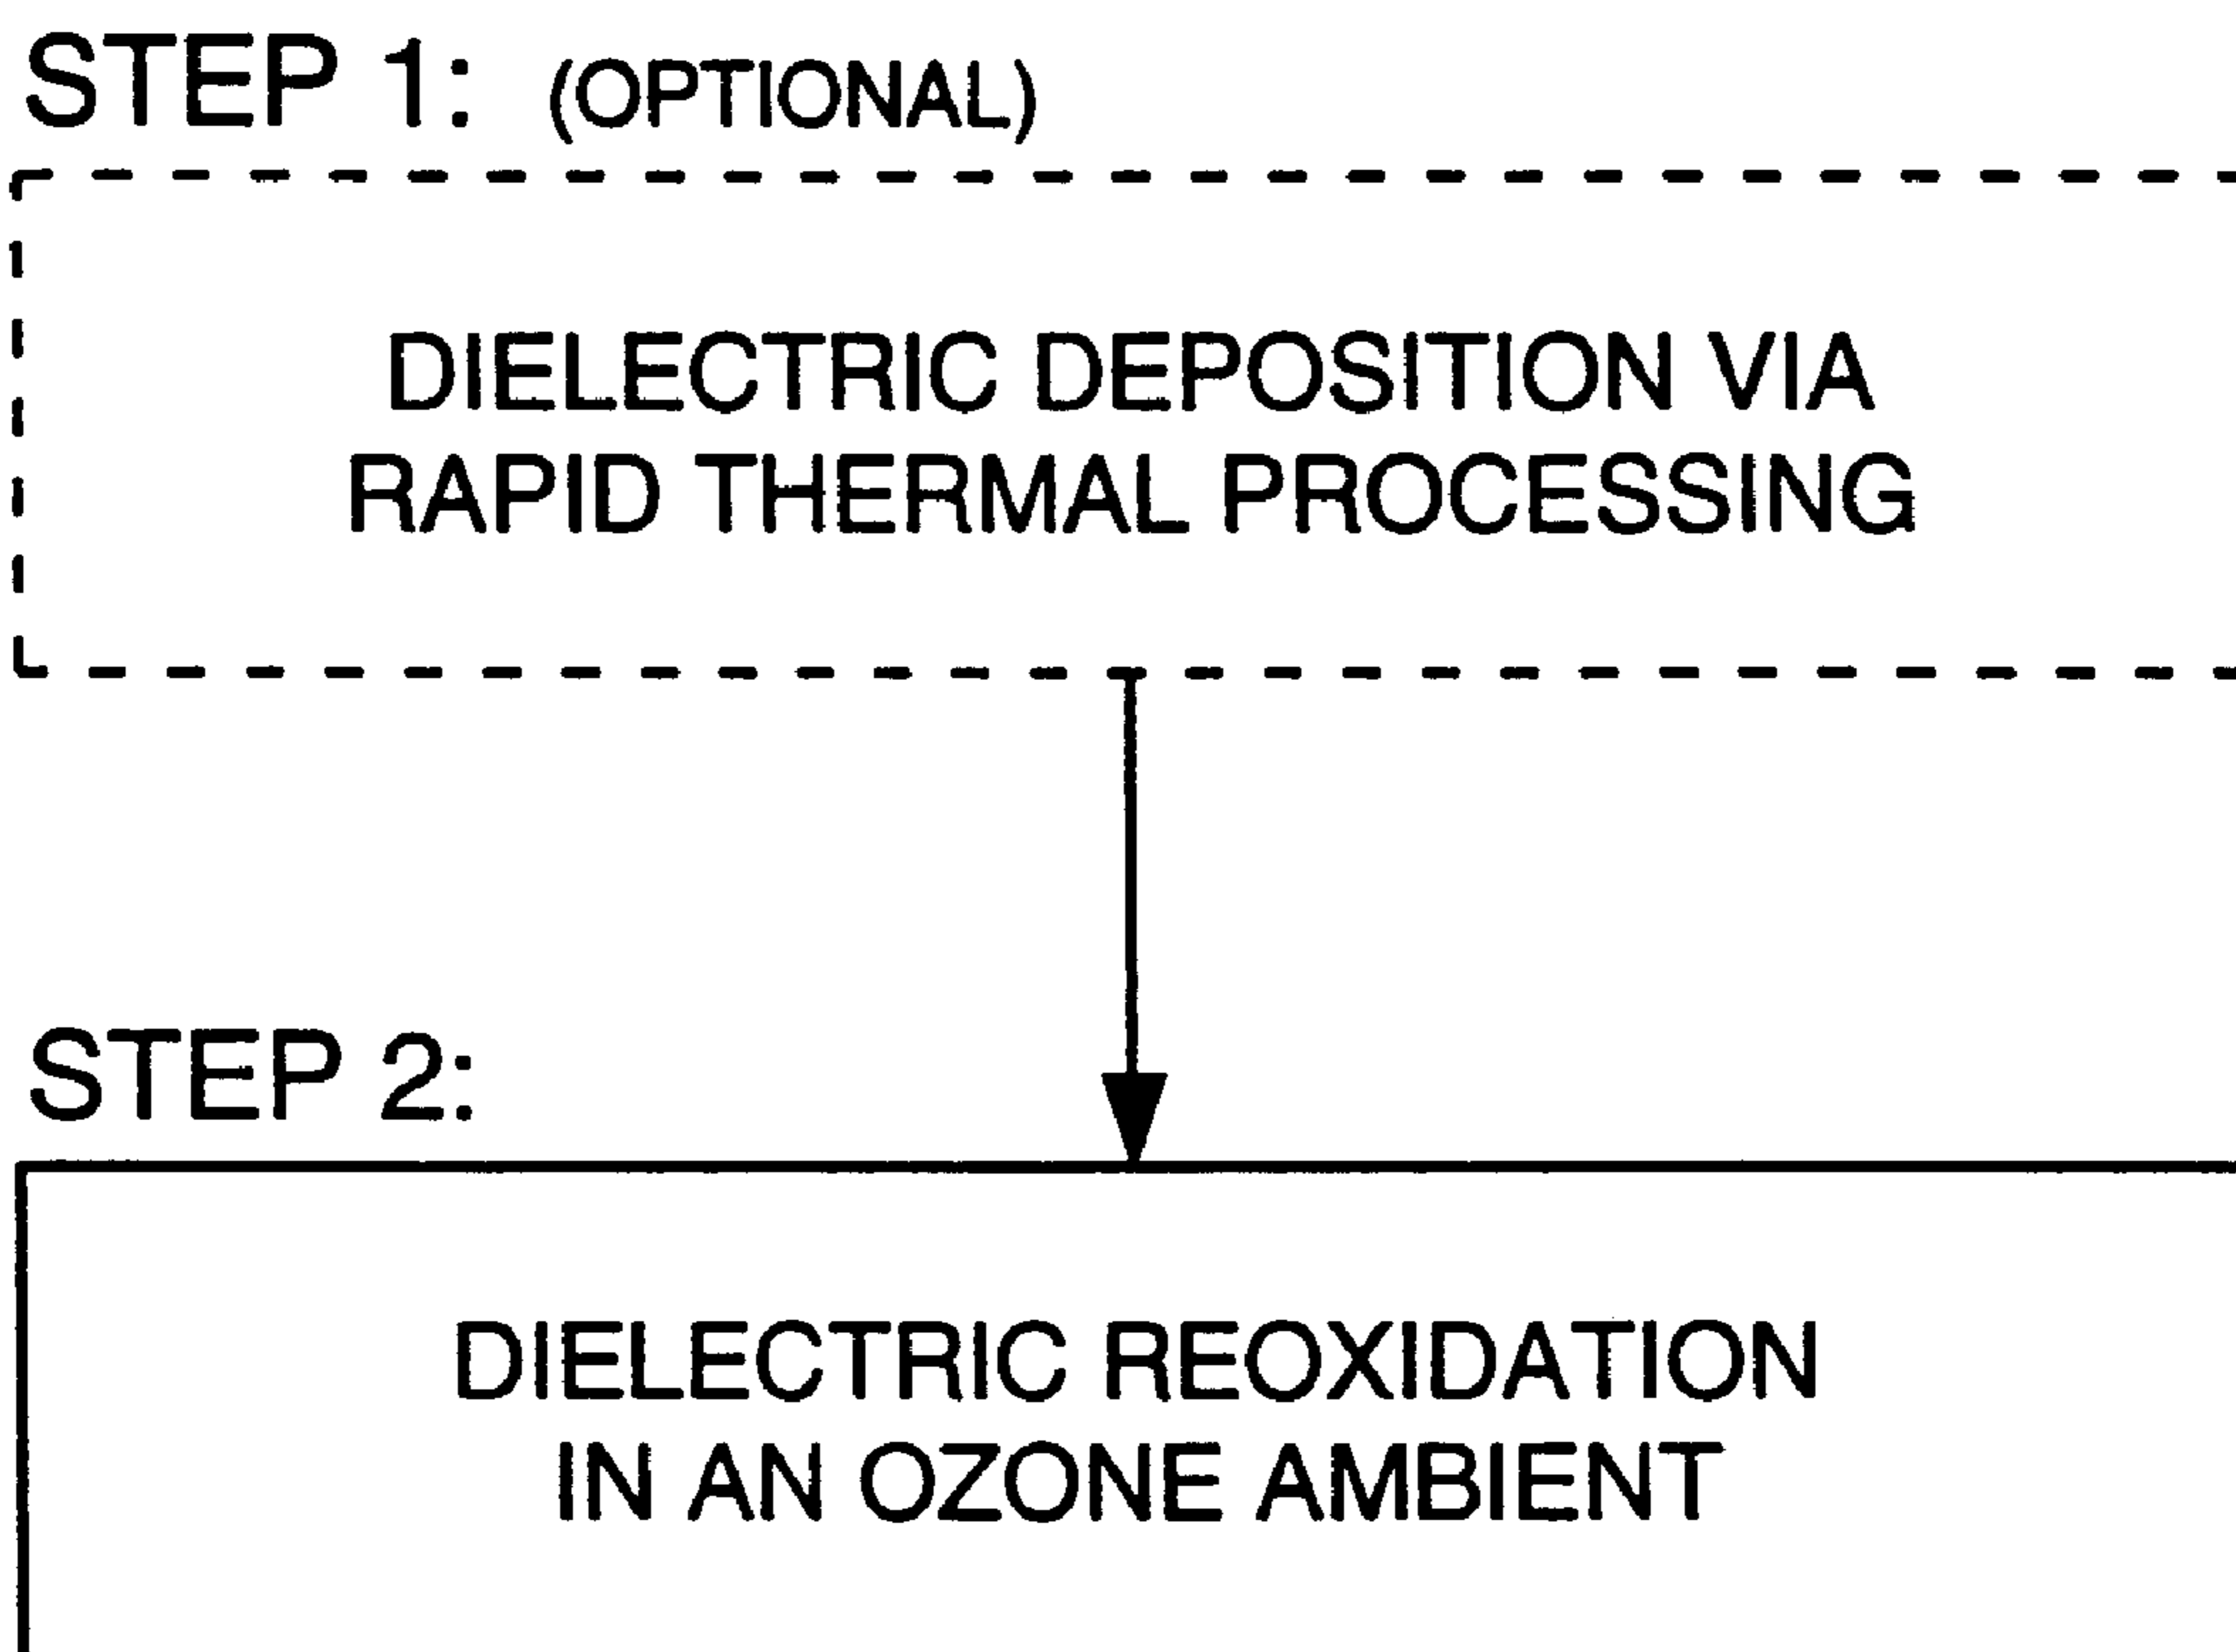 STEP 1: (OPTIONAL)
DIELECTRIC DEPOSITION VIA
RAPID THERMAL PROCESSING
STEP 2:
DIELECTRIC REOXIDATION
IN AN OZONE AMBIENT